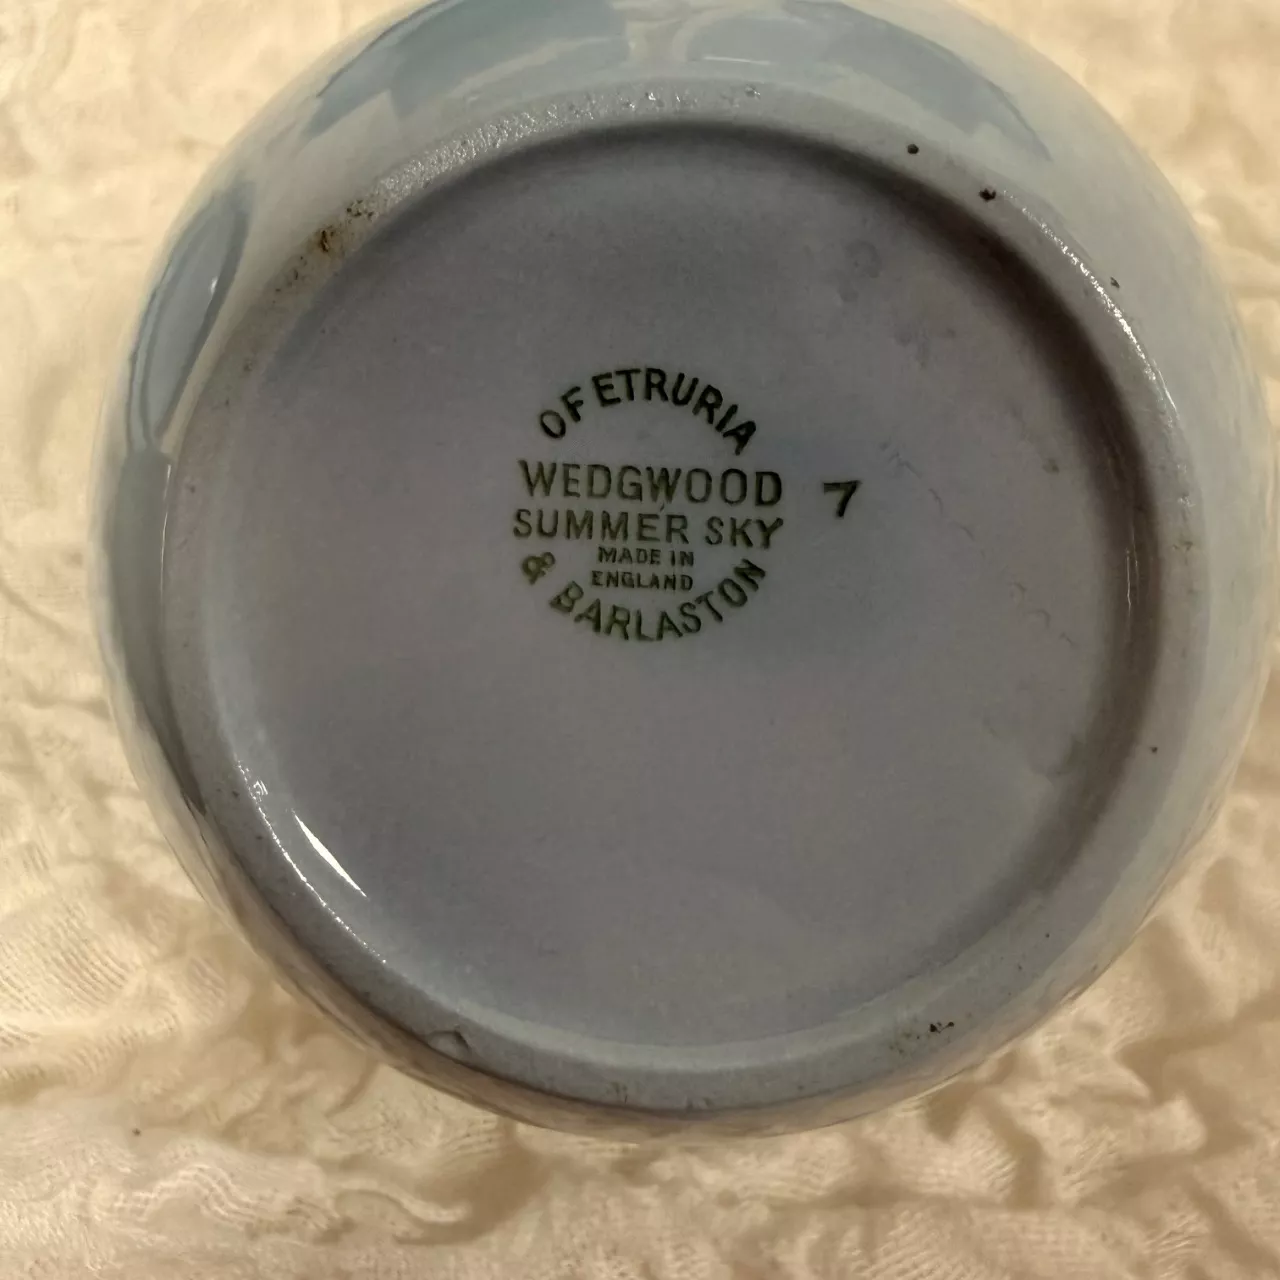 OF ETRURIA
WEDGWOOD 7
SUMMER SKY
MADE IN
ENGLAND
& BARLASTON